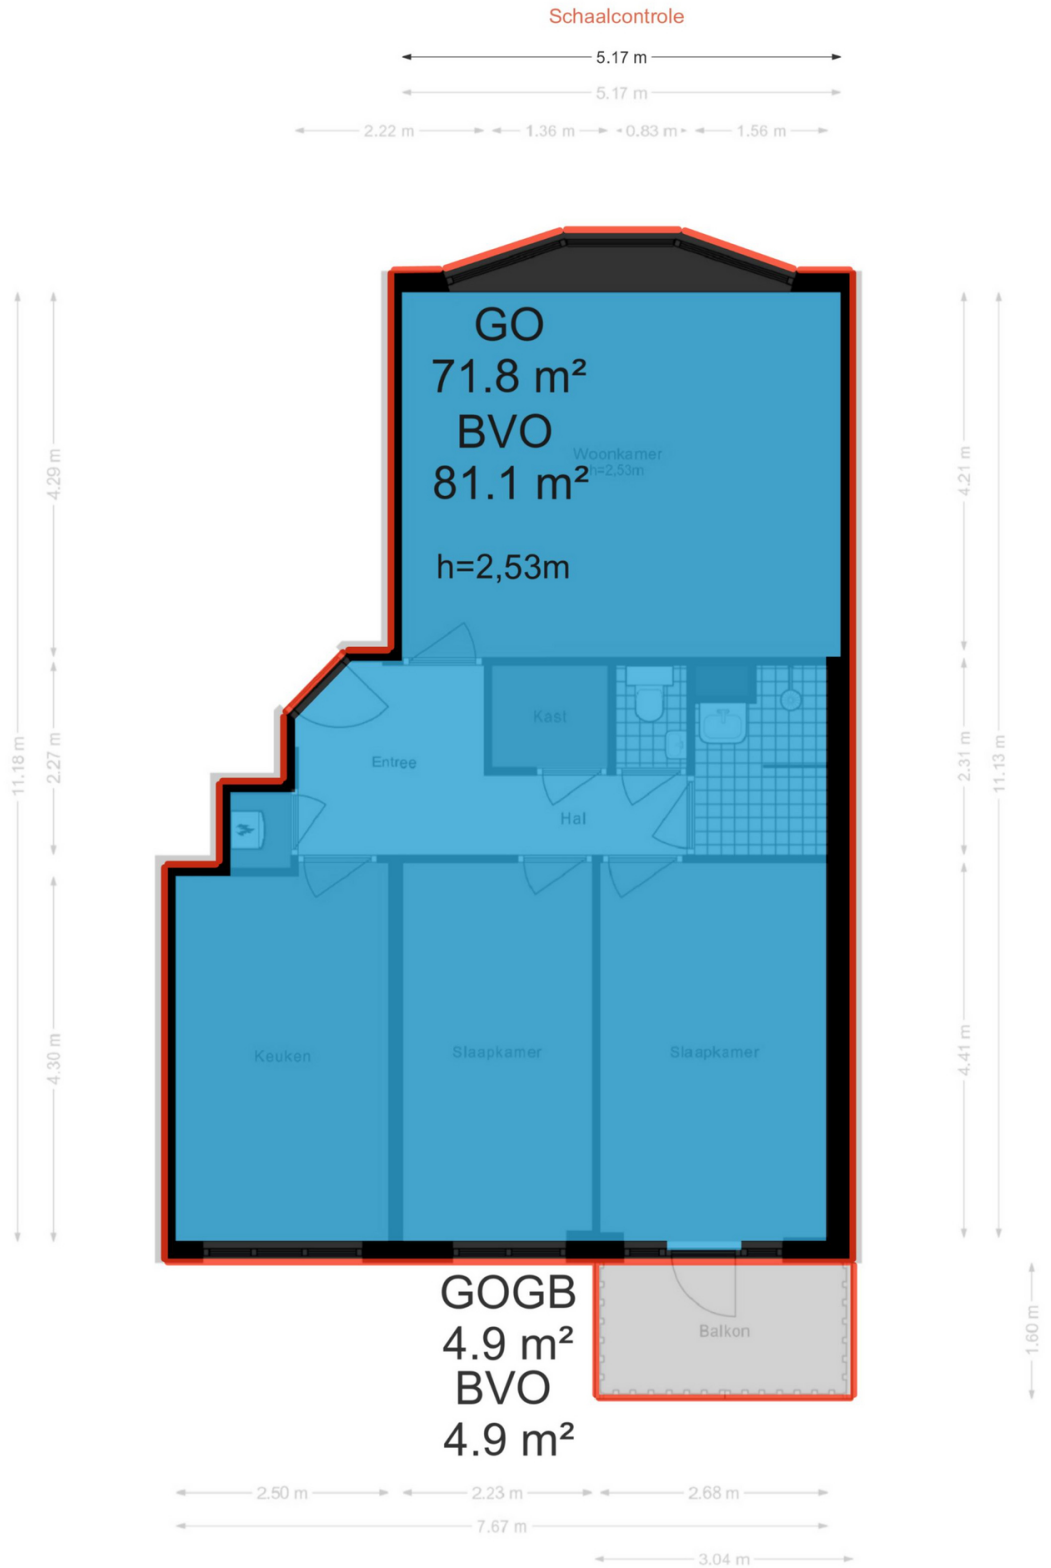 Schaalcontrole
5.17 m
5.17 m
2.22 m
1.36 m
0.83 m
1.56 m
GO
71.8 m²
BVO
81.1 m²
Woonkamer
h=2,53m
h=2,53m
4.29 m
4.21 m
11.18 m
2.27 m
2.31 m
11.13 m
Kast
Entree
Hal
4.30 m
4.41 m
Keuken
Slaapkamer
Slaapkamer
GOGB
4.9 m²
BVO
4.9 m²
Balkon
1.60 m
2.50 m
2.23 m
2.68 m
7.67 m
3.04 m